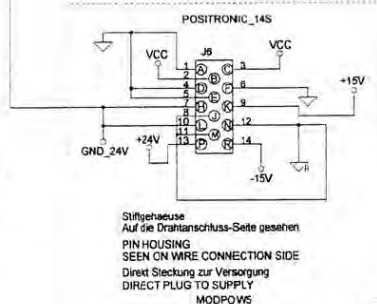 POSITRONIC_14S
J6
VCC
VCC
1
A
C
3
2
B
+15V
4
D
F
6
5
E
7
H
K
9
8
J
10
L
N
12
11
M
13
P
R
14
GND_24V
+24V
-15V
Stiftgehaeuse
Auf die Drahtanschluss-Seite gesehen
PIN HOUSING
SEEN ON WIRE CONNECTION SIDE
Direkt Steckung zur Versorgung
DIRECT PLUG TO SUPPLY
MODPOW5